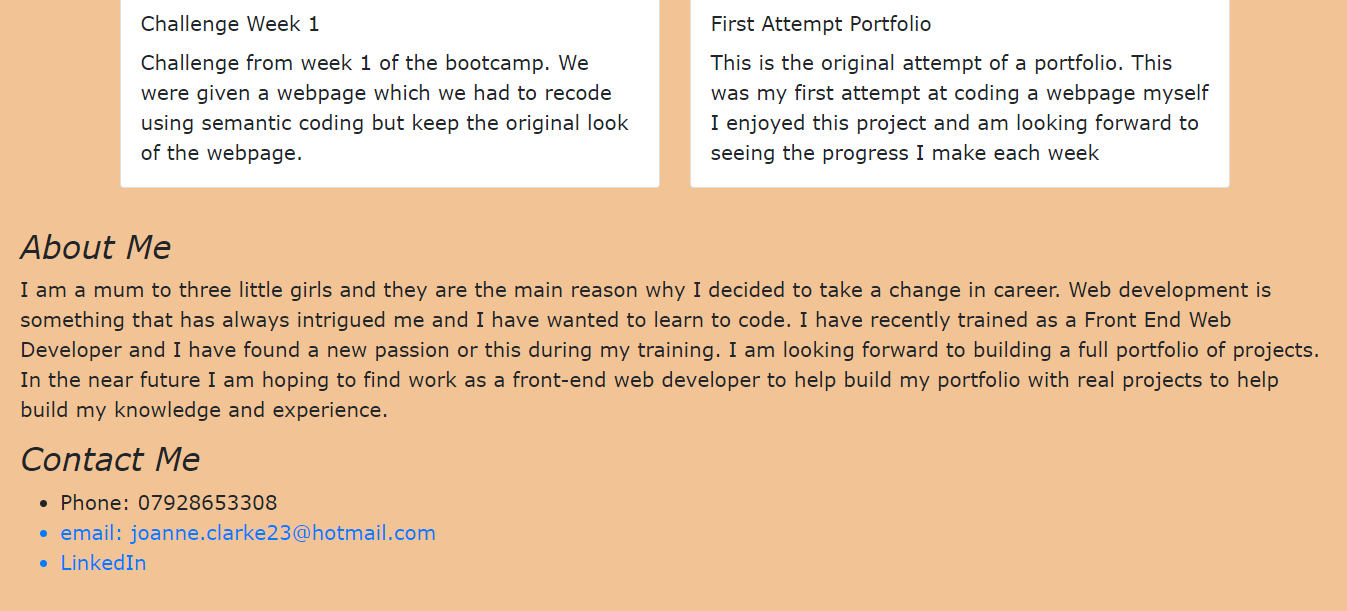 Challenge Week 1
Challenge from week 1 of the bootcamp. We
were given a webpage which we had to recode
using semantic coding but keep the original look
of the webpage.
First Attempt Portfolio
This is the original attempt of a portfolio. This
was my first attempt at coding a webpage myself
I enjoyed this project and am looking forward to
seeing the progress I make each week
About Me
I am a mum to three little girls and they are the main reason why I decided to take a change in career. Web development is
something that has always intrigued me and I have wanted to learn to code. I have recently trained as a Front End Web
Developer and I have found a new passion or this during my training. I am looking forward to building a full portfolio of projects.
In the near future I am hoping to find work as a front-end web developer to help build my portfolio with real projects to help
build my knowledge and experience.
Contact Me
• Phone: 07928653308
• email: joanne.clarke23@hotmail.com
• LinkedIn